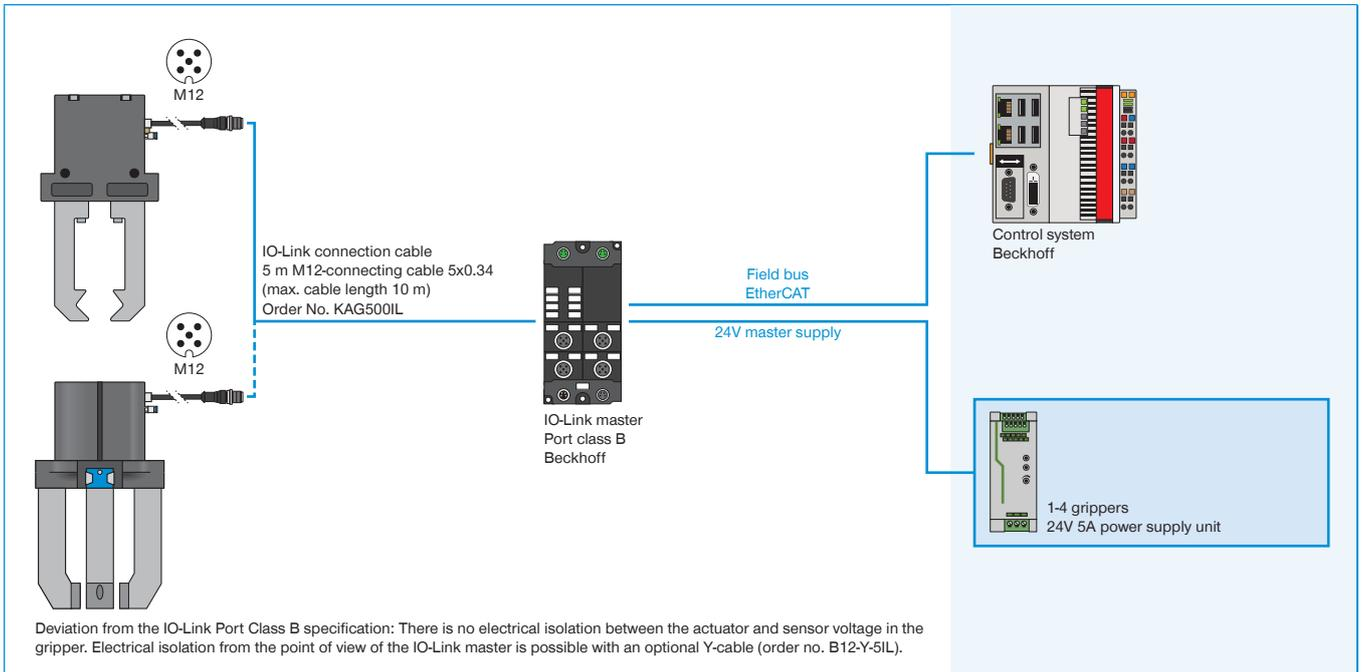 M12
IO-Link connection cable
5 m M12-connecting cable 5x0.34
(max. cable length 10 m)
Order No. KAG500IL
M12
IO-Link master
Port class B
Beckhoff
Field bus
EtherCAT
24V master supply
Control system
Beckhoff
1-4 grippers
24V 5A power supply unit
Deviation from the IO-Link Port Class B specification: There is no electrical isolation between the actuator and sensor voltage in the
gripper. Electrical isolation from the point of view of the IO-Link master is possible with an optional Y-cable (order no. B12-Y-5IL).